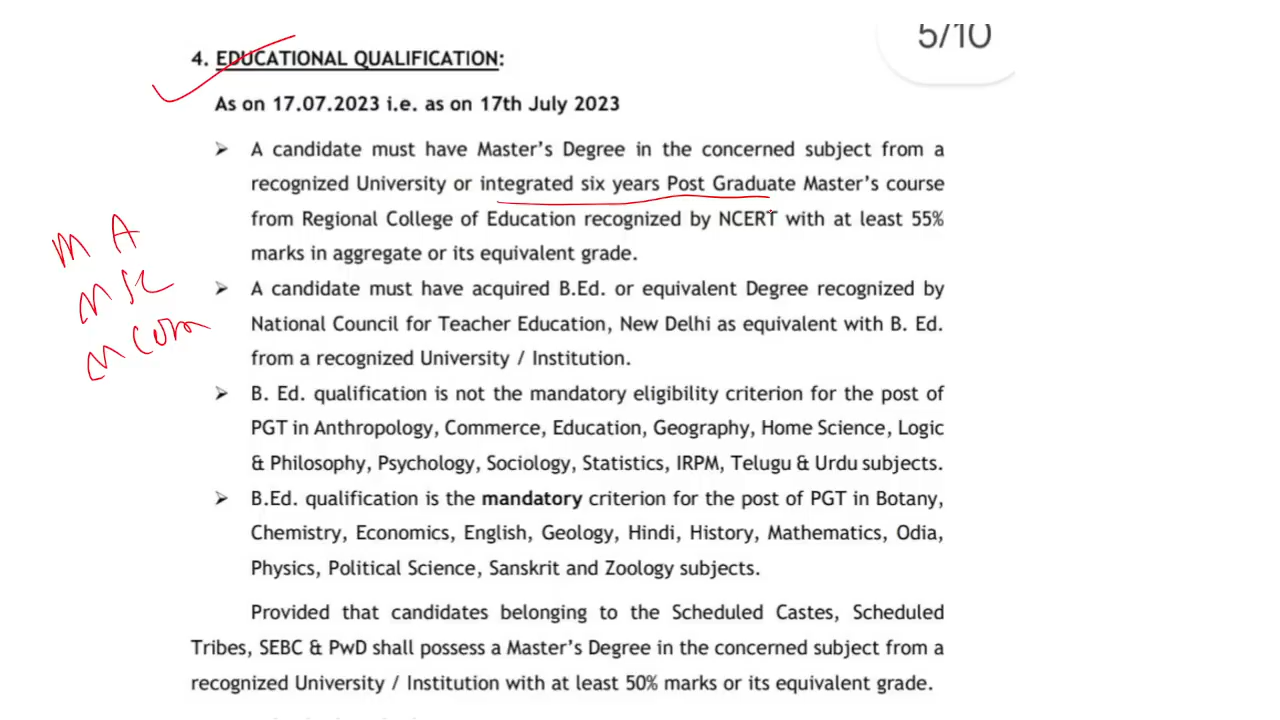 5/10
4. EDUCATIONAL QUALIFICATION:
As on 17.07.2023 i.e. as on 17th July 2023
➢ A candidate must have Master's Degree in the concerned subject from a
recognized University or integrated six years Post Graduate Master's course
from Regional College of Education recognized by NCERT with at least 55%
marks in aggregate or its equivalent grade.
M A
M Sc
M Com
➢ A candidate must have acquired B.Ed. or equivalent Degree recognized by
National Council for Teacher Education, New Delhi as equivalent with B. Ed.
from a recognized University / Institution.
➢ B. Ed. qualification is not the mandatory eligibility criterion for the post of
PGT in Anthropology, Commerce, Education, Geography, Home Science, Logic
& Philosophy, Psychology, Sociology, Statistics, IRPM, Telugu & Urdu subjects.
➢ B.Ed. qualification is the mandatory criterion for the post of PGT in Botany,
Chemistry, Economics, English, Geology, Hindi, History, Mathematics, Odia,
Physics, Political Science, Sanskrit and Zoology subjects.
Provided that candidates belonging to the Scheduled Castes, Scheduled
Tribes, SEBC & PwD shall possess a Master's Degree in the concerned subject from a
recognized University / Institution with at least 50% marks or its equivalent grade.